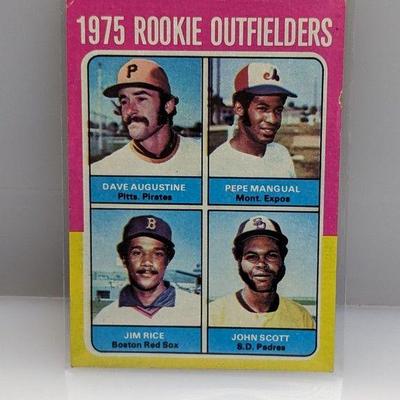 1975 ROOKIE OUTFIELDERS
P
DAVE AUGUSTINE
Pitts. Pirates
PEPE MANGUAL
Mont. Expos
B
SD
JIM RICE
Boston Red Sox
JOHN SCOTT
S.D. Padres